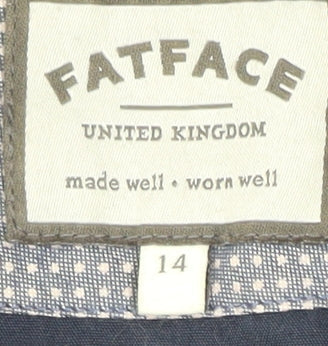 FATFACE
UNITED KINGDOM
made well • worn well
14